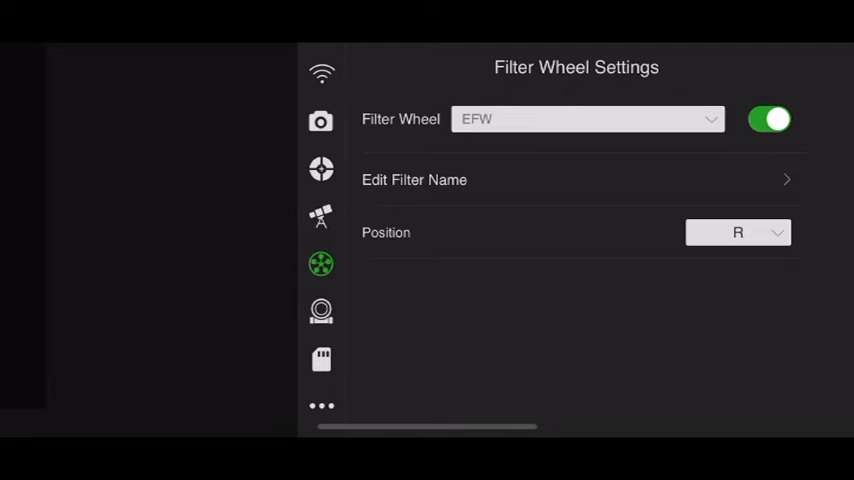 Filter Wheel Settings
Filter Wheel EFW
Edit Filter Name
Position R